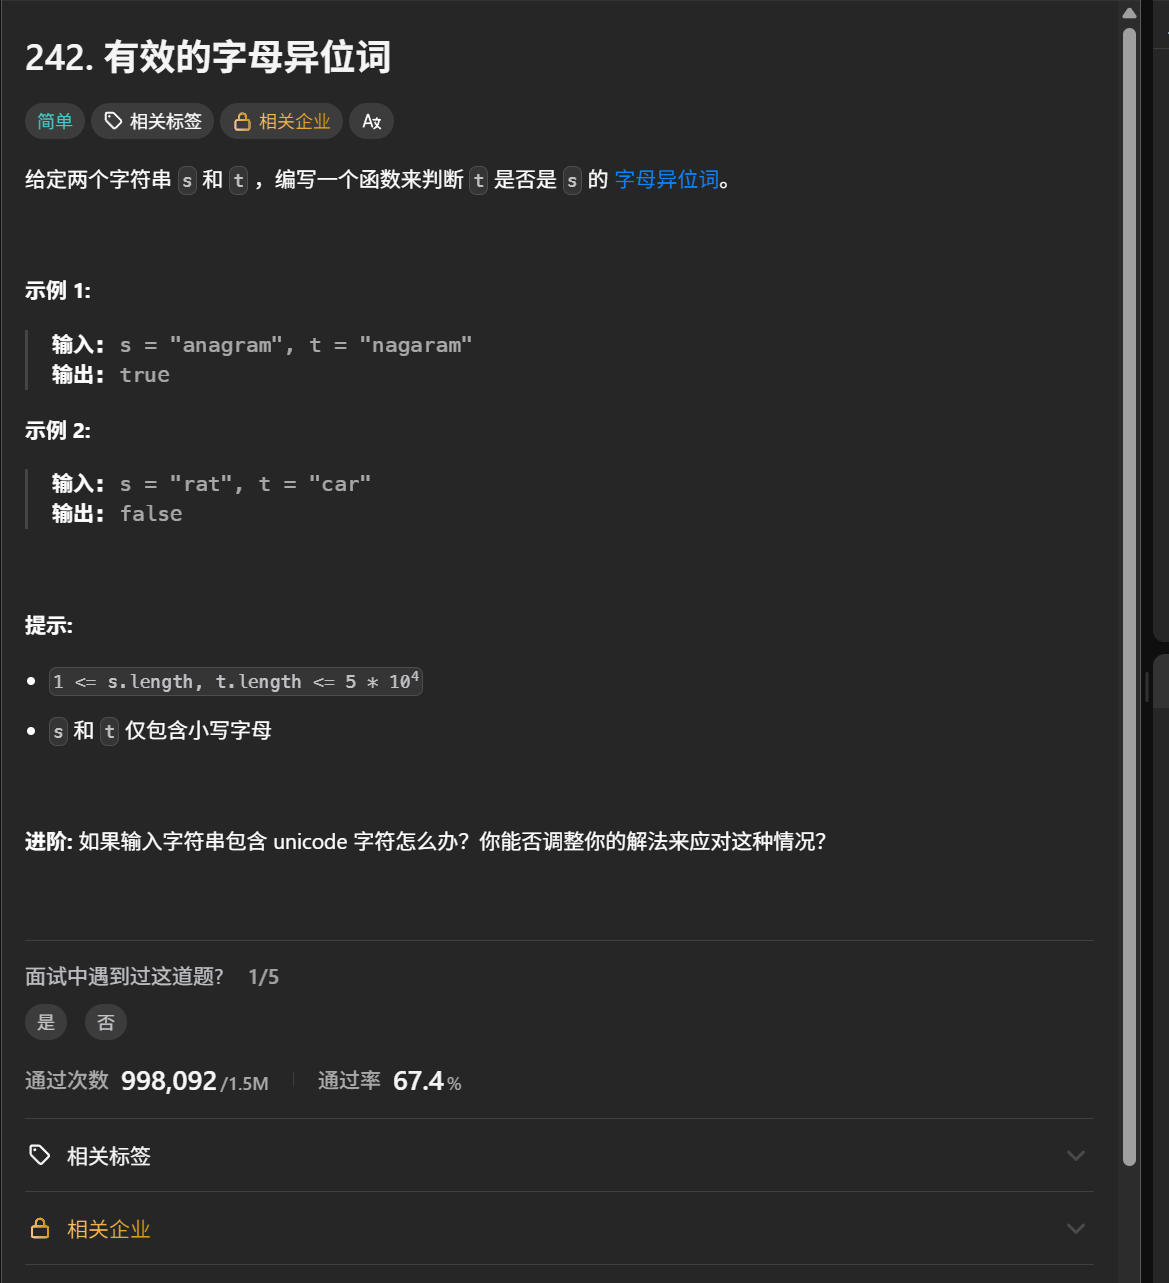 242. 有效的字母异位词
简单 相关标签 相关企业 Aあ
给定两个字符串 s 和 t ，编写一个函数来判断 t 是否是 s 的 字母异位词。
示例 1:
输入: s = "anagram", t = "nagaram"
输出: true
示例 2:
输入: s = "rat", t = "car"
输出: false
提示:
• 1 <= s.length, t.length <= 5 * 10⁴
• s 和 t 仅包含小写字母
进阶: 如果输入字符串包含 unicode 字符怎么办？你能否调整你的解法来应对这种情况？
面试中遇到过这道题? 1/5
是 否
通过次数 998,092/1.5M 通过率 67.4%
相关标签
相关企业